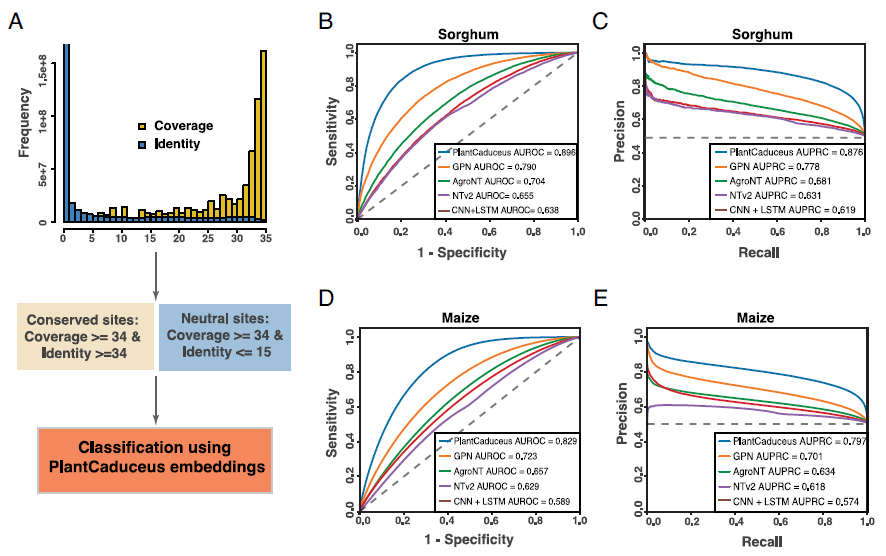 A
Frequency
0
5e+7
1e+8
1.5e+8
Coverage
Identity
0
5
10
15
20
25
30
35
Conserved sites:
Coverage >= 34 &
Identity >=34
Neutral sites:
Coverage >= 34 &
Identity <= 15
Classification using
PlantCaduceus embeddings
B
Sorghum
Sensitivity
0.0
0.2
0.4
0.6
0.8
1.0
PlantCaduceus AUROC = 0.896
GPN AUROC = 0.790
AgroNT AUROC = 0.704
NTv2 AUROC= 0.655
CNN+LSTM AUROC= 0.638
0.0
0.2
0.4
0.6
0.8
1.0
1 - Specificity
C
Sorghum
Precision
0.0
0.2
0.4
0.6
0.8
1.0
PlantCaduceus AUPRC = 0.876
GPN AUPRC = 0.778
AgroNT AUPRC = 0.681
NTv2 AUPRC = 0.631
CNN + LSTM AUPRC = 0.619
0.0
0.2
0.4
0.6
0.8
1.0
Recall
D
Maize
Sensitivity
0.0
0.2
0.4
0.6
0.8
1.0
PlantCaduceus AUROC = 0.829
GPN AUROC = 0.723
AgroNT AUROC = 0.657
NTv2 AUROC = 0.629
CNN + LSTM AUROC = 0.589
0.0
0.2
0.4
0.6
0.8
1.0
1 - Specificity
E
Maize
Precision
0.0
0.2
0.4
0.6
0.8
1.0
PlantCaduceus AUPRC = 0.797
GPN AUPRC = 0.701
AgroNT AUPRC = 0.634
NTv2 AUPRC = 0.618
CNN + LSTM AUPRC = 0.574
0.0
0.2
0.4
0.6
0.8
1.0
Recall